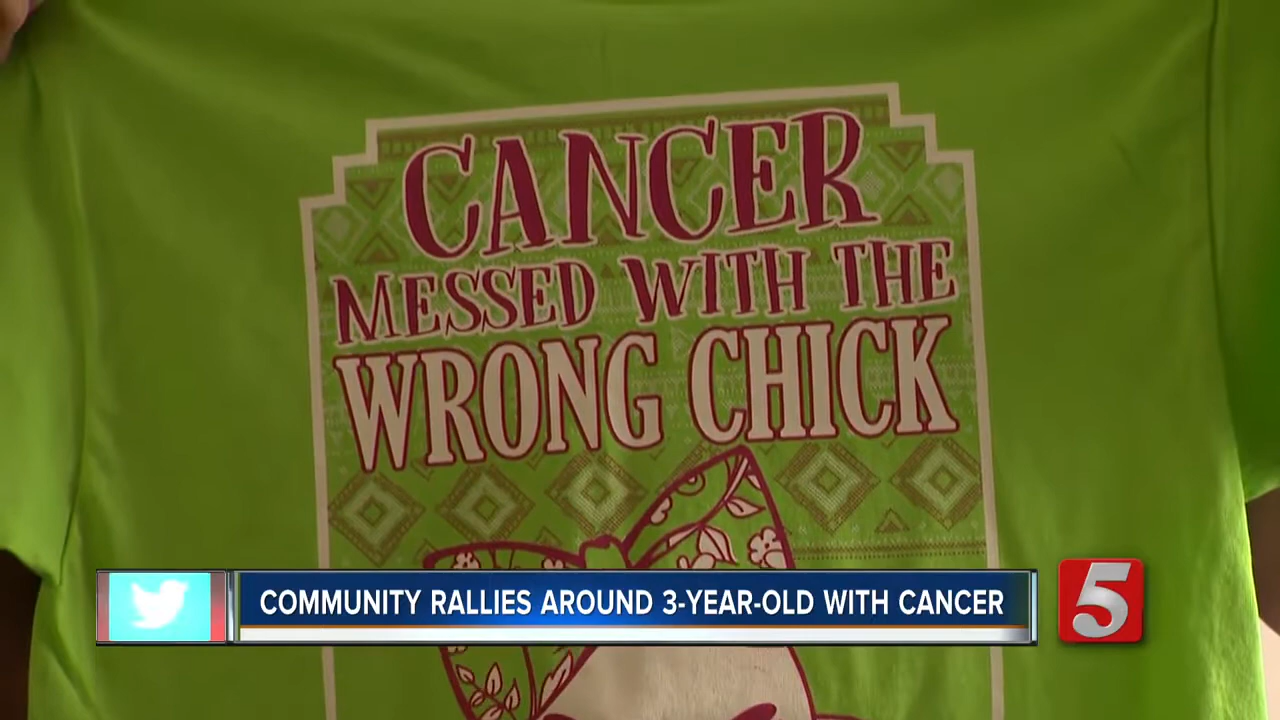 CANCER
MESSED WITH THE
WRONG CHICK
COMMUNITY RALLIES AROUND 3-YEAR-OLD WITH CANCER
5